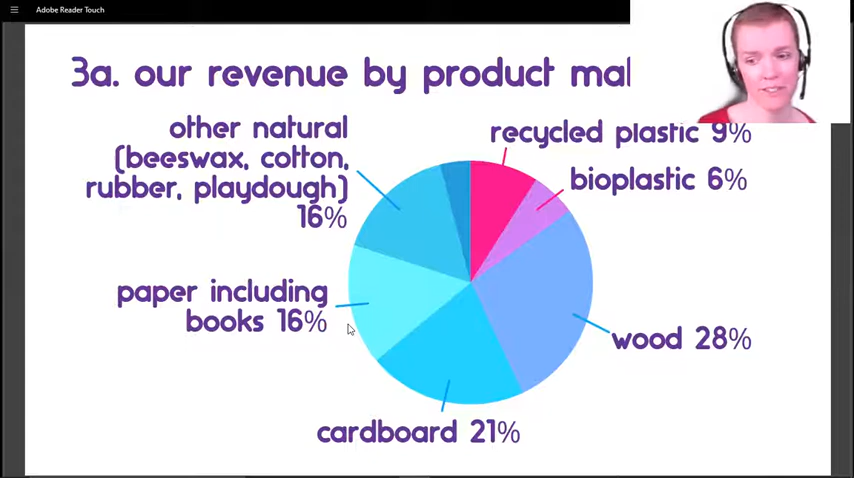 Adobe Reader Touch
3a. our revenue by product
other natural
(beeswax, cotton,
rubber, playdough)
16%
recycled plastic 9%
bioplastic 6%
paper including
books 16%
wood 28%
cardboard 21%